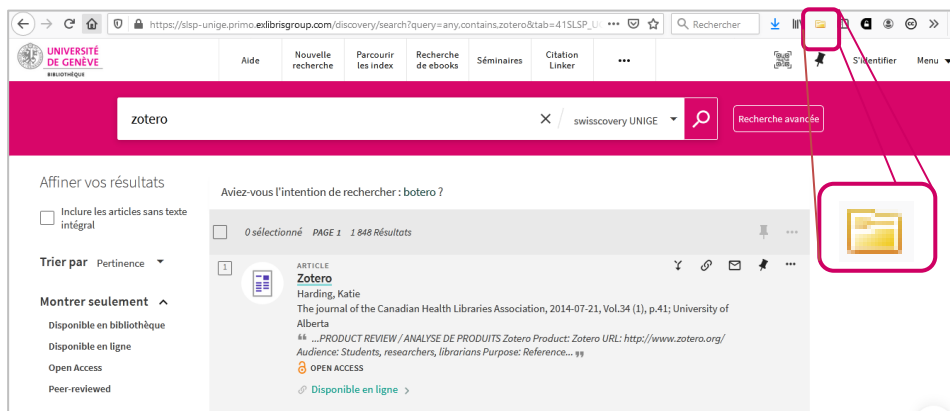 https://slsp-unige.primo.exlibrisgroup.com/discovery/search?query=any,contains,zotero&tab=41SLSP_U
Rechercher
UNIVERSITÉ
DE GENÈVE
BIBLIOTHÈQUE
Aide
Nouvelle recherche
Parcourir les index
Recherche de ebooks
Séminaires
Citation Linker
S'identifier
Menu
zotero
swisscovery UNIGE
Recherche avancée
Affiner vos résultats
Inclure les articles sans texte
intégral
Trier par Pertinence
Montrer seulement
Disponible en bibliothèque
Disponible en ligne
Open Access
Peer-reviewed
Aviez-vous l'intention de rechercher : botero ?
0 sélectionné PAGE 1 1 848 Résultats
1
ARTICLE
Zotero
Harding, Katie
The journal of the Canadian Health Libraries Association, 2014-07-21, Vol.34 (1), p.41; University of
Alberta
...PRODUCT REVIEW / ANALYSE DE PRODUITS Zotero Product: Zotero URL: http://www.zotero.org/
Audience: Students, researchers, librarians Purpose: Reference...
OPEN ACCESS
Disponible en ligne